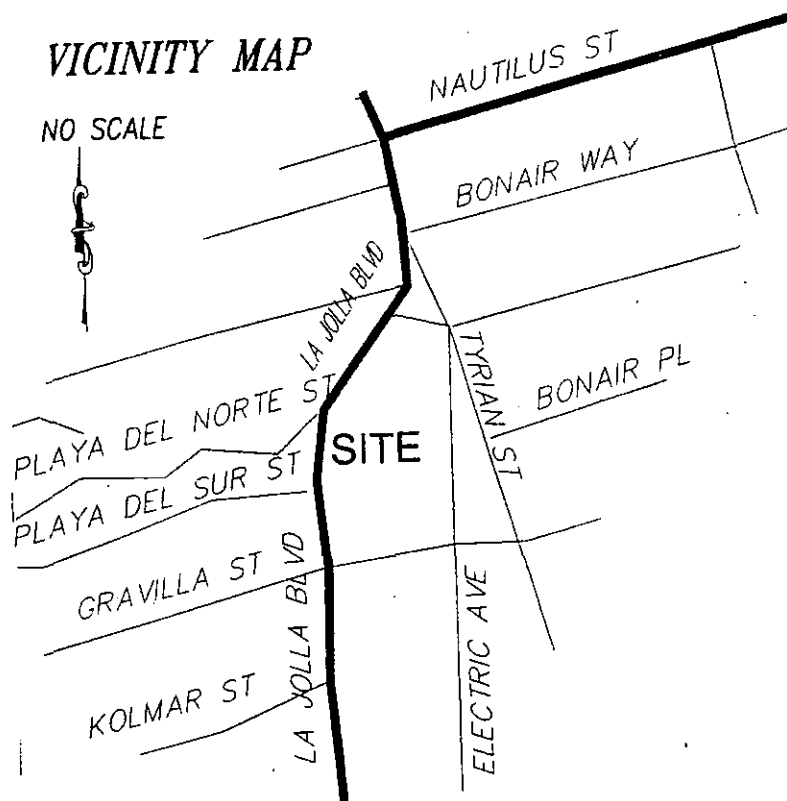 VICINITY MAP
NO SCALE
NAUTILUS ST
BONAIR WAY
LA JOLLA BLVD
TYRIAN ST
BONAIR PL
PLAYA DEL NORTE ST
SITE
PLAYA DEL SUR ST
GRAVILLA ST
LA JOLLA BLVD
ELECTRIC AVE
KOLMAR ST